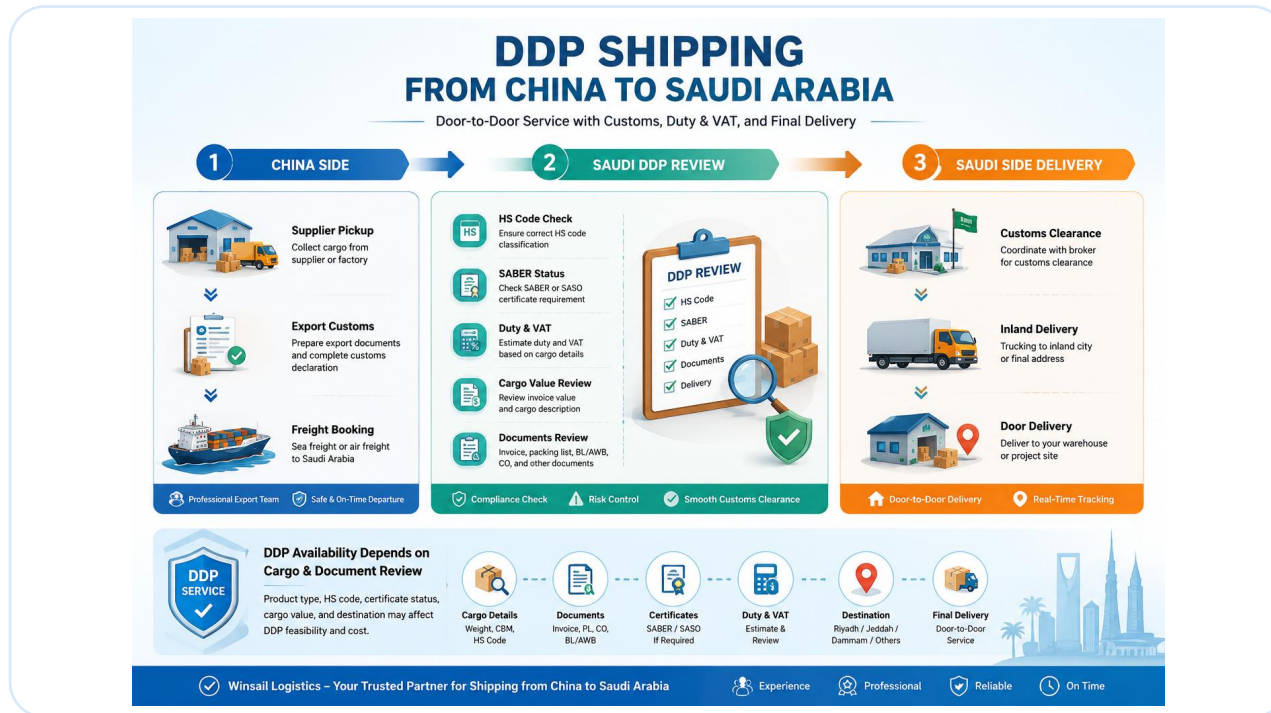 DDP SHIPPING
FROM CHINA TO SAUDI ARABIA
Door-to-Door Service with Customs, Duty & VAT, and Final Delivery
1
CHINA SIDE
2
SAUDI DDP REVIEW
3
SAUDI SIDE DELIVERY
Supplier Pickup
Collect cargo from
supplier or factory
Export Customs
Prepare export documents
and complete customs
declaration
Freight Booking
Sea freight or air freight
to Saudi Arabia
Professional Export Team
Safe & On-Time Departure
HS
HS Code Check
Ensure correct HS code
classification
SABER Status
Check SABER or SASO
certificate requirement
Duty & VAT
Estimate duty and VAT
based on cargo details
Cargo Value Review
Review invoice value
and cargo description
Documents Review
Invoice, packing list, BL/AWB,
CO, and other documents
DDP REVIEW
HS Code
SABER
Duty & VAT
Documents
Delivery
Compliance Check
Risk Control
Smooth Customs Clearance
Customs Clearance
Coordinate with broker
for customs clearance
Inland Delivery
Trucking to inland city
or final address
Door Delivery
Deliver to your warehouse
or project site
Door-to-Door Delivery
Real-Time Tracking
DDP
SERVICE
DDP Availability Depends on
Cargo & Document Review
Product type, HS code, certificate status,
cargo value, and destination may affect
DDP feasibility and cost.
Cargo Details
Weight, CBM,
HS Code
Documents
Invoice, PL, CO,
BL/AWB
Certificates
SABER / SASO
If Required
Duty & VAT
Estimate &
Review
Destination
Riyadh / Jeddah /
Dammam / Others
Final Delivery
Door-to-Door
Service
Winsail Logistics – Your Trusted Partner for Shipping from China to Saudi Arabia
Experience
Professional
Reliable
On Time